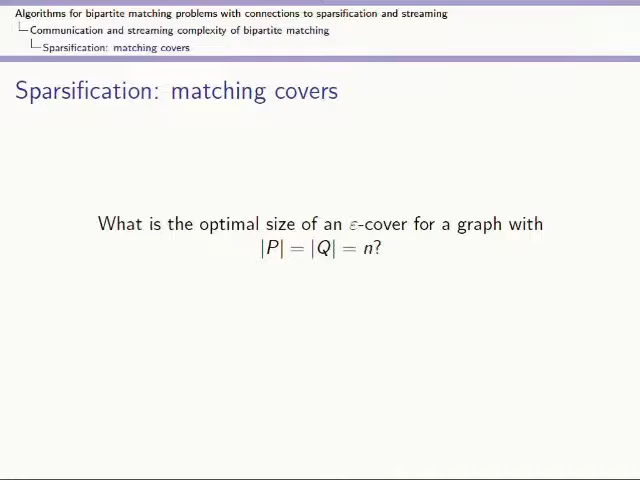 Algorithms for bipartite matching problems with connections to sparsification and streaming
Communication and streaming complexity of bipartite matching
Sparsification: matching covers
Sparsification: matching covers
What is the optimal size of an ε-cover for a graph with
|P| = |Q| = n?